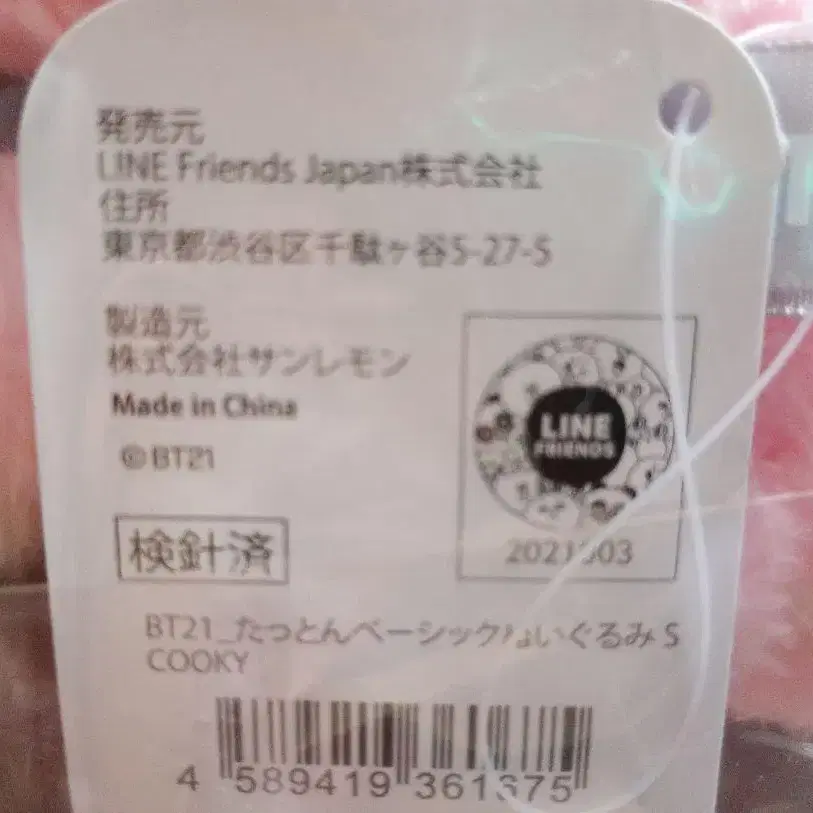 発売元
LINE Friends Japan株式会社
住所
東京都渋谷区千駄ヶ谷5-27-5
製造元
株式会社サンレモン
Made in China
©BT21
LINE
FRIENDS
検針済
BT21_たっとんベーシックぬいぐるみ S
COOKY
4 589419 361375